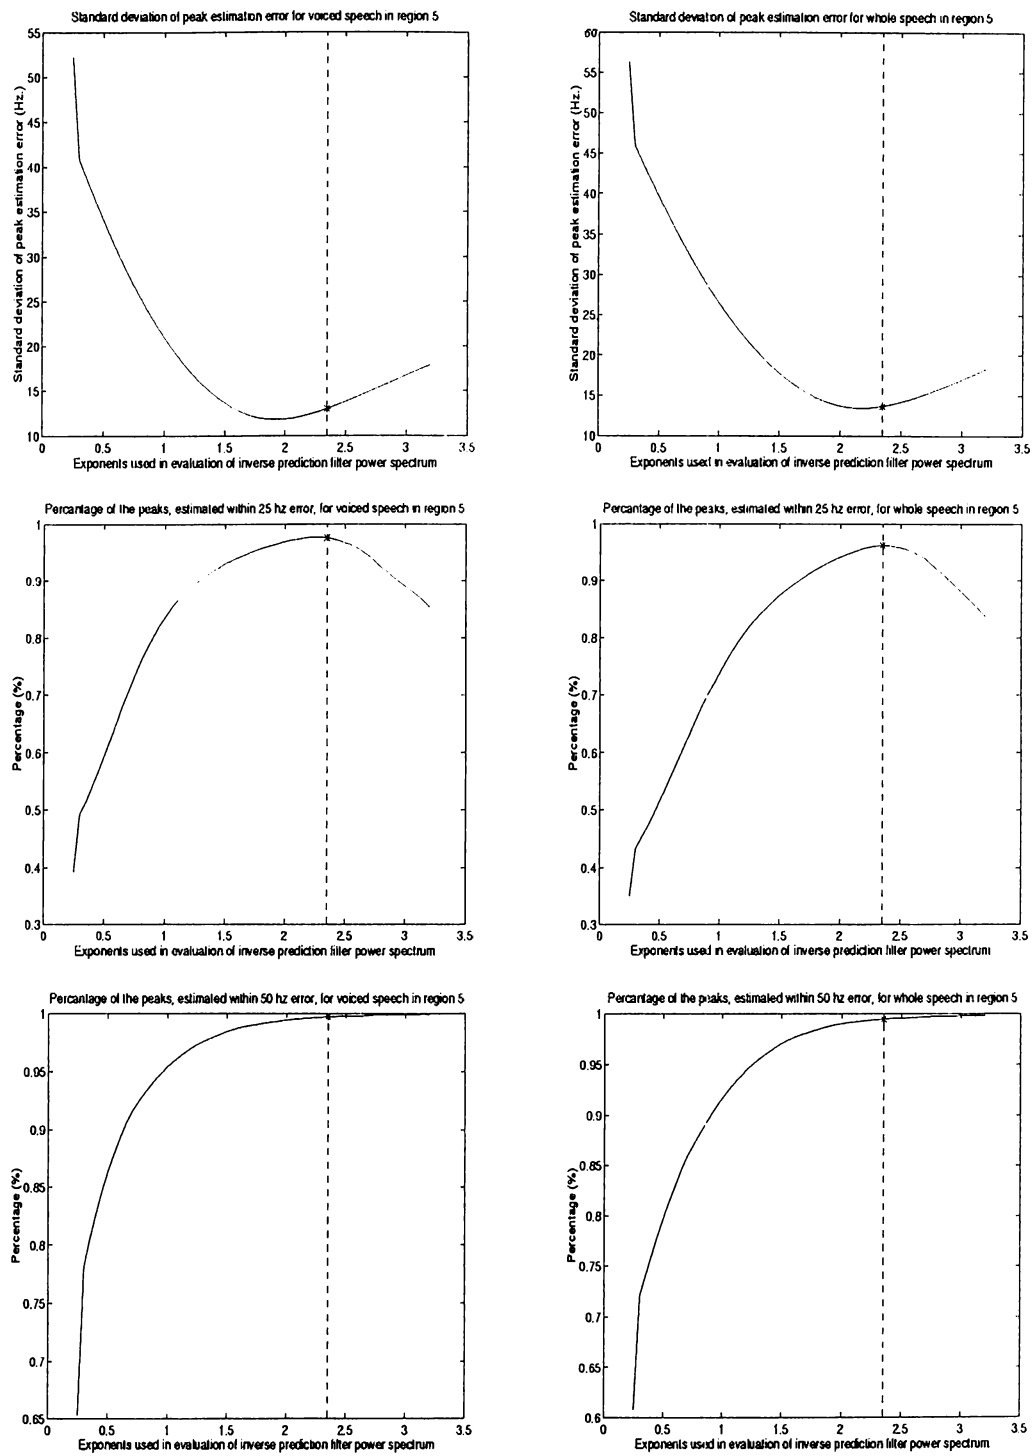 Standard deviation of peak estimation error for voiced speech in region 5
55
50
45
40
35
30
25
20
15
10
Standard deviation of peak estimation error (Hz.)
0 0.5 1 1.5 2 2.5 3 3.5
Exponents used in evaluation of inverse prediction filter power spectrum
Standard deviation of peak estimation error for whole speech in region 5
60
55
50
45
40
35
30
25
20
15
10
Standard deviation of peak estimation error (Hz.)
0 0.5 1 1.5 2 2.5 3 3.5
Exponents used in evaluation of inverse prediction filter power spectrum
Percentage of the peaks, estimated within 25 hz error, for voiced speech in region 5
1
0.9
0.8
0.7
0.6
0.5
0.4
0.3
Percentage (%)
0 0.5 1 1.5 2 2.5 3 3.5
Exponents used in evaluation of inverse prediction filter power spectrum
Percentage of the peaks, estimated within 25 hz error, for whole speech in region 5
1
0.9
0.8
0.7
0.6
0.5
0.4
0.3
Percentage (%)
0 0.5 1 1.5 2 2.5 3 3.5
Exponents used in evaluation of inverse prediction filter power spectrum
Percentage of the peaks, estimated within 50 hz error, for voiced speech in region 5
1
0.95
0.9
0.85
0.8
0.75
0.7
0.65
Percentage (%)
0 0.5 1 1.5 2 2.5 3 3.5
Exponents used in evaluation of inverse prediction filter power spectrum
Percentage of the peaks, estimated within 50 hz error, for whole speech in region 5
1
0.95
0.9
0.85
0.8
0.75
0.7
0.65
0.6
Percentage (%)
0 0.5 1 1.5 2 2.5 3 3.5
Exponents used in evaluation of inverse prediction filter power spectrum